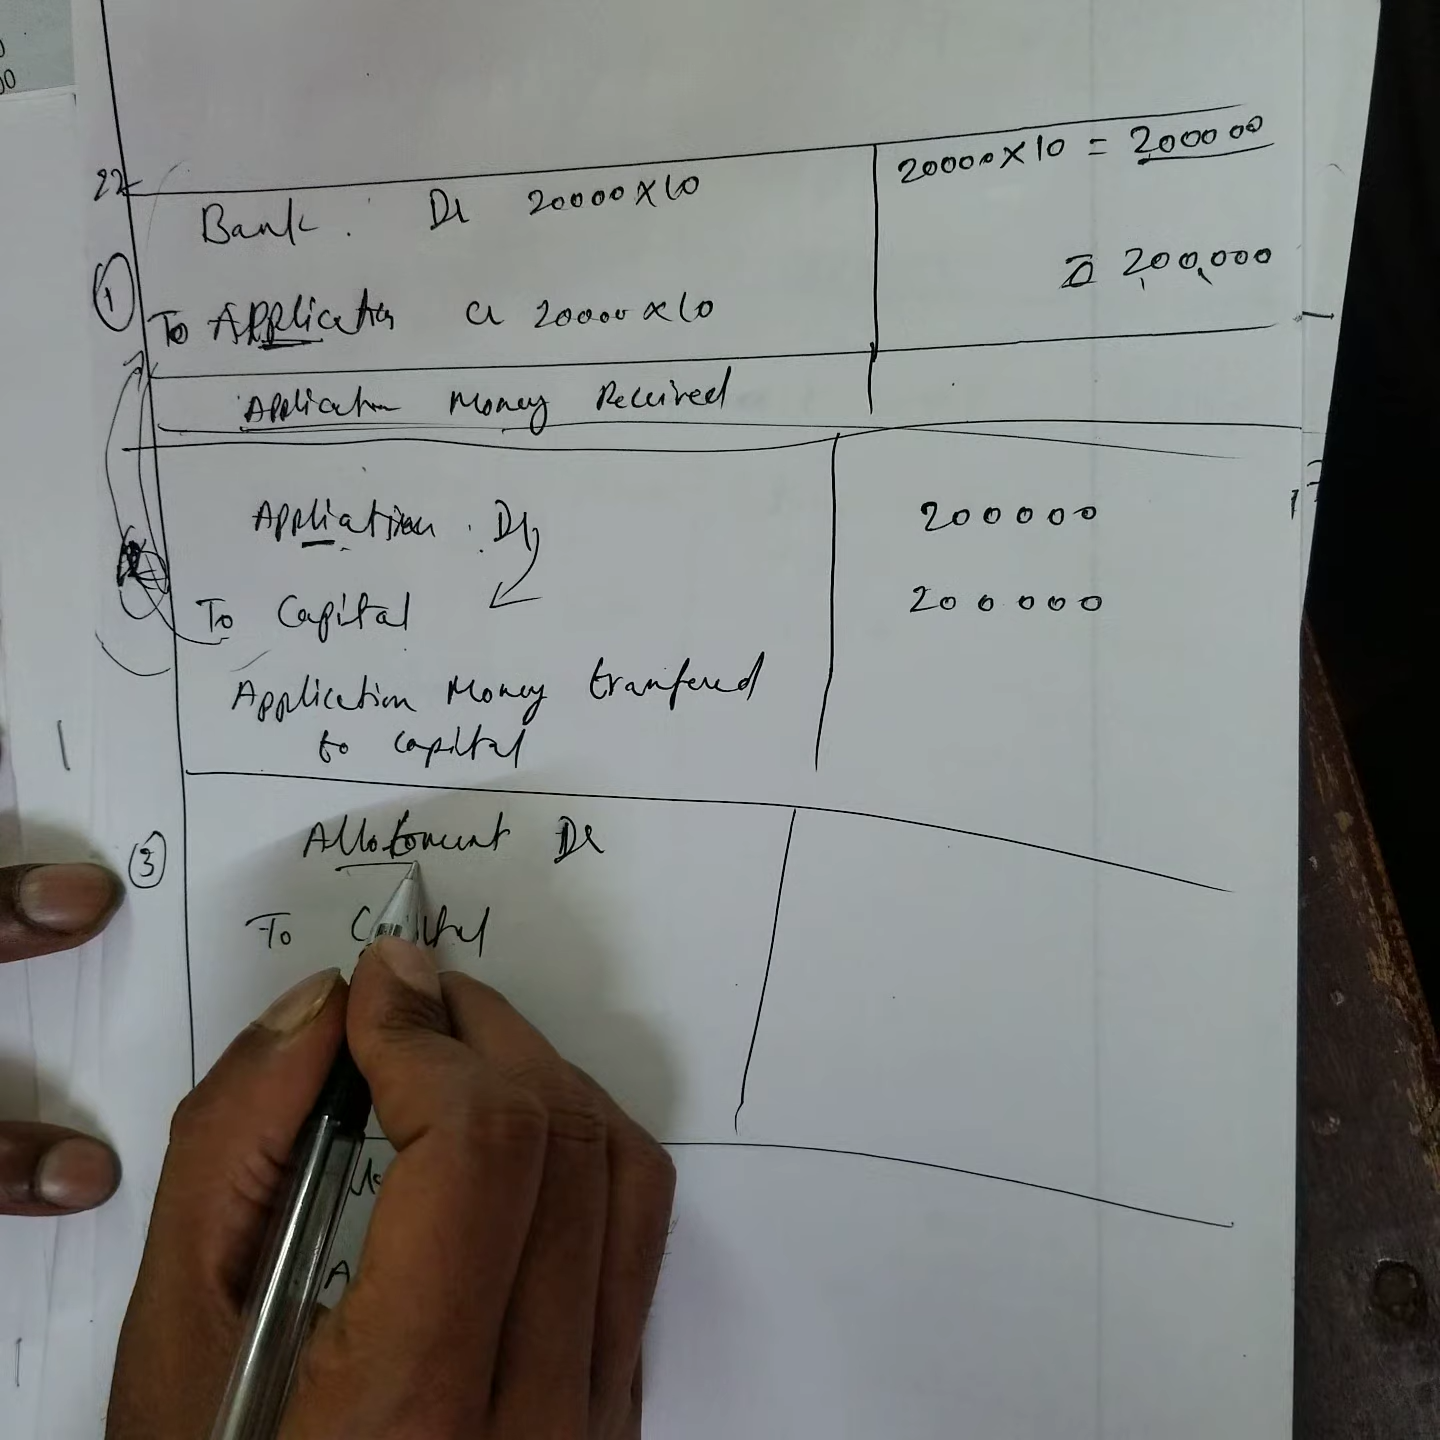 22
20000 X 10 = 200000
Bank . Dr 20000 X 10
1
200,000
To Application Cr 20000 x 10
Application Money Received
Application . Dr 200000
To Capital 200000
Application Money tranfered
to capital
3
Allotment Dr
To Capital
A